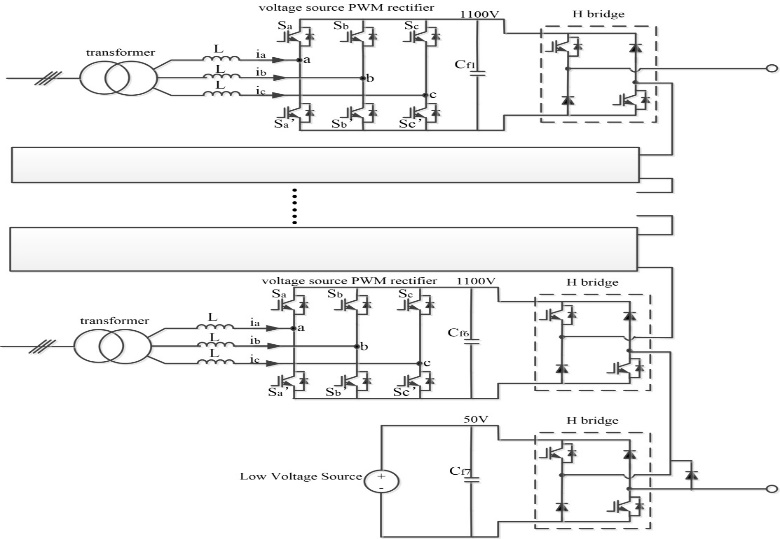 voltage source PWM rectifier
1100V
H bridge
Sa
Sb
Sc
transformer
L
ia
a
L
ib
b
L
ic
c
Cf1
Sa'
Sb'
Sc'
voltage source PWM rectifier
1100V
H bridge
Sa
Sb
Sc
transformer
L
ia
a
L
ib
b
L
ic
c
Cf6
Sa'
Sb'
Sc'
50V
H bridge
Low Voltage Source
+
-
Cf7